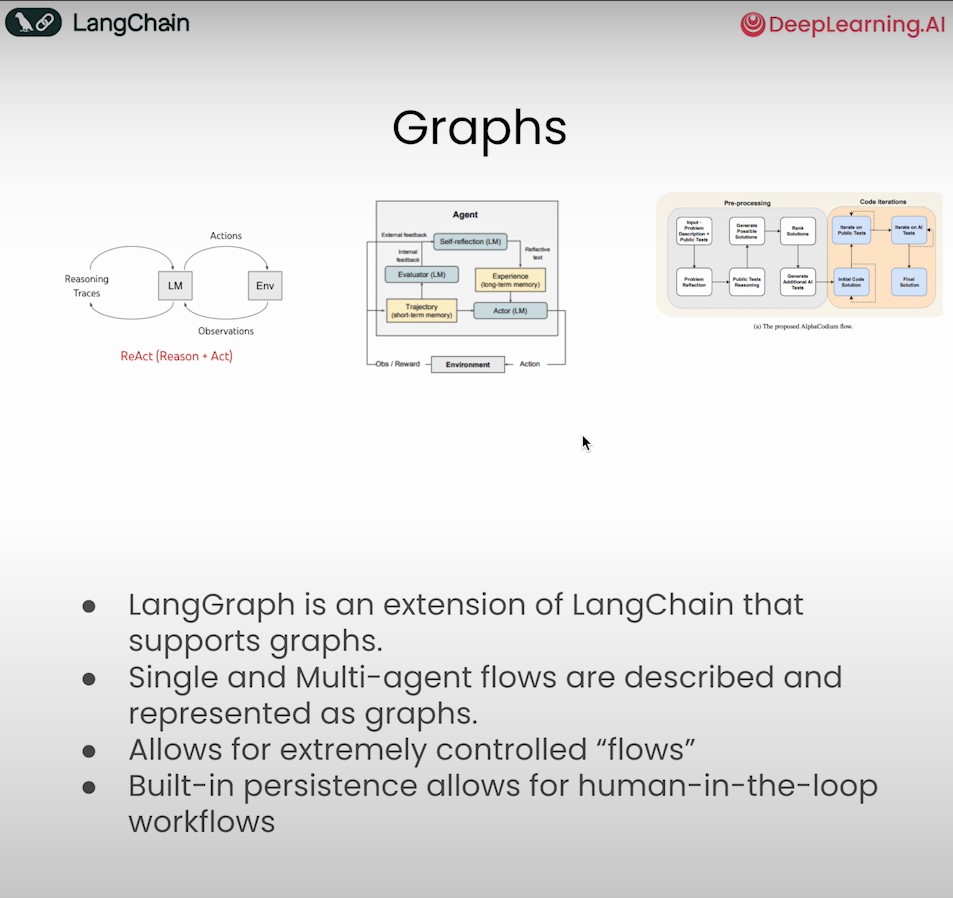 LangChain
DeepLearning.AI
Graphs
Actions
Reasoning
Traces
LM
Env
Observations
ReAct (Reason + Act)
Agent
External feedback
Self-reflection (LM)
Internal
feedback
Reflective
text
Evaluator (LM)
Experience
(long-term memory)
Trajectory
(short-term memory)
Actor (LM)
Obs / Reward
Environment
Action
Pre-processing
Code iterations
Input -
Problem
Description +
Public Tests
Generate
Possible
Solutions
Rank
Solutions
Iterate on
Public Tests
Iterate on AI
Tests
Problem
Reflection
Public Tests
Reasoning
Generate
Additional AI
Tests
Initial Code
Solution
Final
Solution
(a) The proposed AlphaCodium flow.
● LangGraph is an extension of LangChain that
supports graphs.
● Single and Multi-agent flows are described and
represented as graphs.
● Allows for extremely controlled “flows”
● Built-in persistence allows for human-in-the-loop
workflows